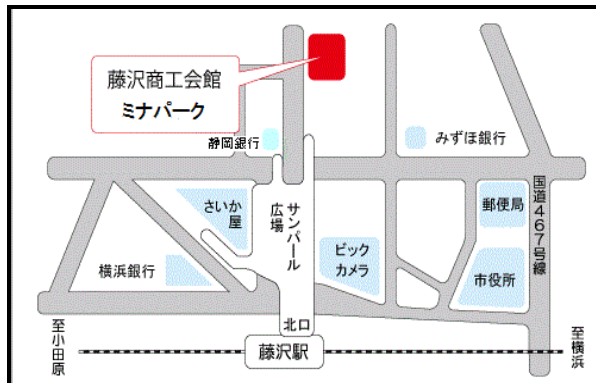 藤沢商工会館
ミナパーク
静岡銀行
みずほ銀行
さいか
屋
サンパール
広場
横浜銀行
ビック
カメラ
郵便局
市役所
国道467号線
北口
藤沢駅
至小田原
至横浜